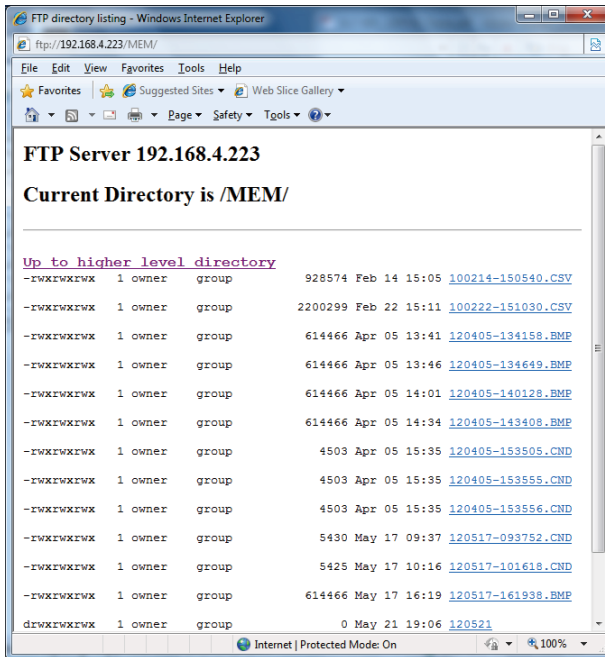 FTP directory listing - Windows Internet Explorer
ftp://192.168.4.223/MEM/
File Edit View Favorites Tools Help
Favorites Suggested Sites Web Slice Gallery
Page Safety Tools
FTP Server 192.168.4.223
Current Directory is /MEM/
Up to higher level directory
-rwxrwxrwx 1 owner group 928574 Feb 14 15:05 100214-150540.CSV
-rwxrwxrwx 1 owner group 2200299 Feb 22 15:11 100222-151030.CSV
-rwxrwxrwx 1 owner group 614466 Apr 05 13:41 120405-134158.BMP
-rwxrwxrwx 1 owner group 614466 Apr 05 13:46 120405-134649.BMP
-rwxrwxrwx 1 owner group 614466 Apr 05 14:01 120405-140128.BMP
-rwxrwxrwx 1 owner group 614466 Apr 05 14:34 120405-143408.BMP
-rwxrwxrwx 1 owner group 4503 Apr 05 15:35 120405-153505.CND
-rwxrwxrwx 1 owner group 4503 Apr 05 15:35 120405-153555.CND
-rwxrwxrwx 1 owner group 4503 Apr 05 15:35 120405-153556.CND
-rwxrwxrwx 1 owner group 5430 May 17 09:37 120517-093752.CND
-rwxrwxrwx 1 owner group 5425 May 17 10:16 120517-101618.CND
-rwxrwxrwx 1 owner group 614466 May 17 16:19 120517-161938.BMP
drwxrwxrwx 1 owner group 0 May 21 19:06 120521
Internet | Protected Mode: On 100%